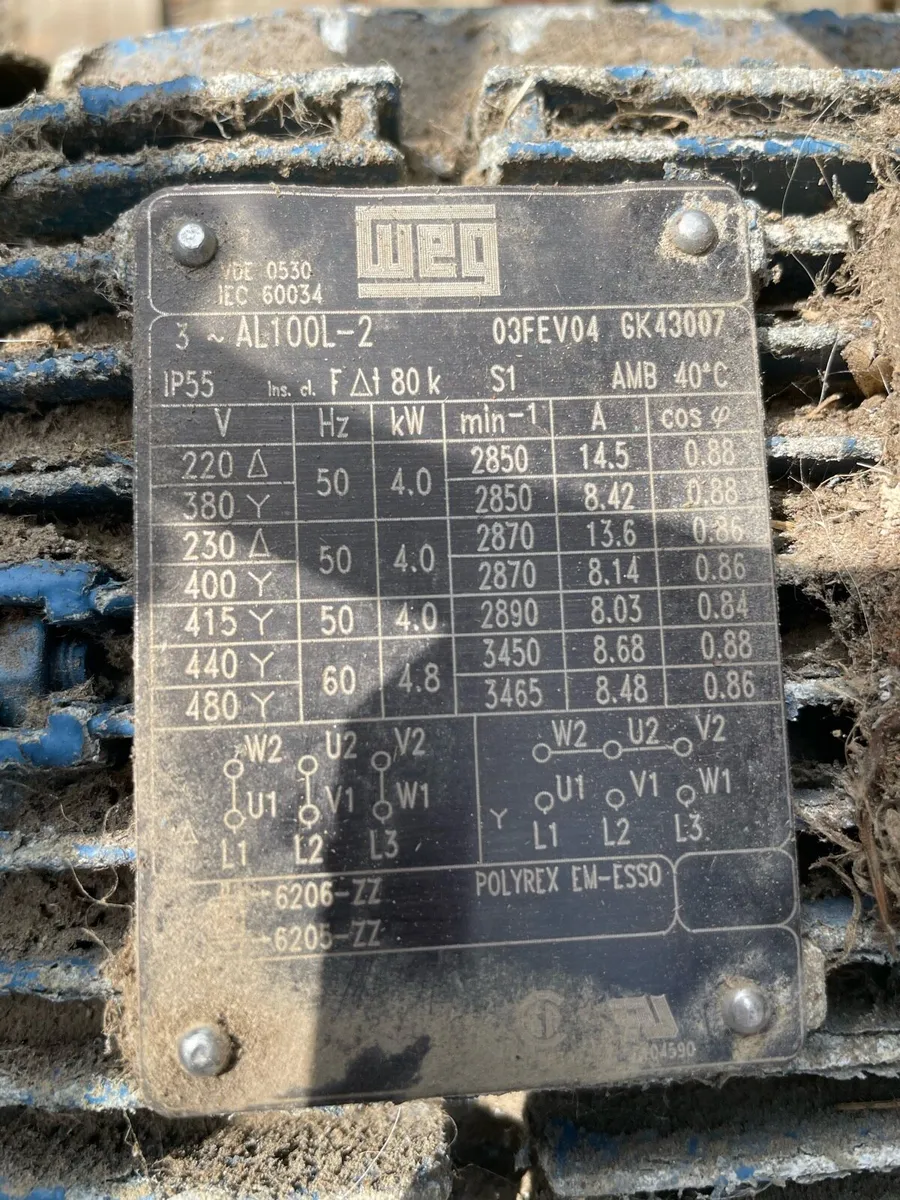 WEG
VDE 0530
IEC 60034
3 ~ AL100L-2 03FEV04 GK43007
IP55 Ins. cl. F Δt 80 k S1 AMB 40°C
V Hz kW min-1 A cos φ
220 Δ 50 4.0 2850 14.5 0.88
380 Y 2850 8.42 0.88
230 Δ 50 4.0 2870 13.6 0.86
400 Y 2870 8.14 0.86
415 Y 50 4.0 2890 8.03 0.84
440 Y 60 4.8 3450 8.68 0.88
480 Y 3465 8.48 0.86
W2 U2 V2 W2 U2 V2
U1 V1 W1 U1 V1 W1
Δ L1 L2 L3 Y L1 L2 L3
6206-ZZ POLYREX EM-ESSO
6205-ZZ